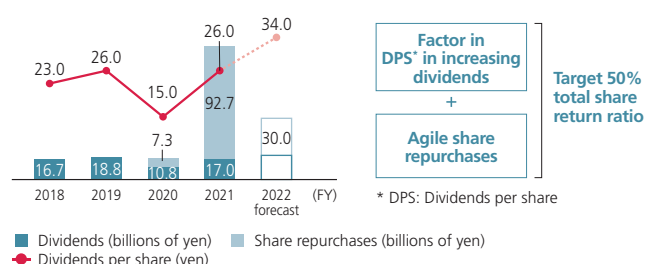 34.0
26.0
26.0
23.0
15.0
92.7
7.3
30.0
16.7
18.8
10.8
17.0
2018
2019
2020
2021
2022
forecast
(FY)
Dividends (billions of yen)
Share repurchases (billions of yen)
Dividends per share (yen)
Factor in
DPS* in increasing
dividends
+
Agile share
repurchases
Target 50%
total share
return ratio
* DPS: Dividends per share